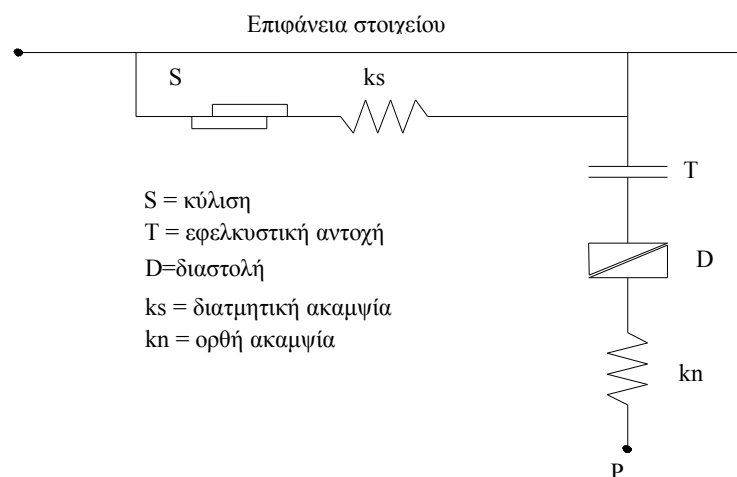 Επιφάνεια στοιχείου
S
ks
T
S = κύλιση
T = εφελκυστική αντοχή
D=διαστολή
D
ks = διατμητική ακαμψία
kn = ορθή ακαμψία
kn
P